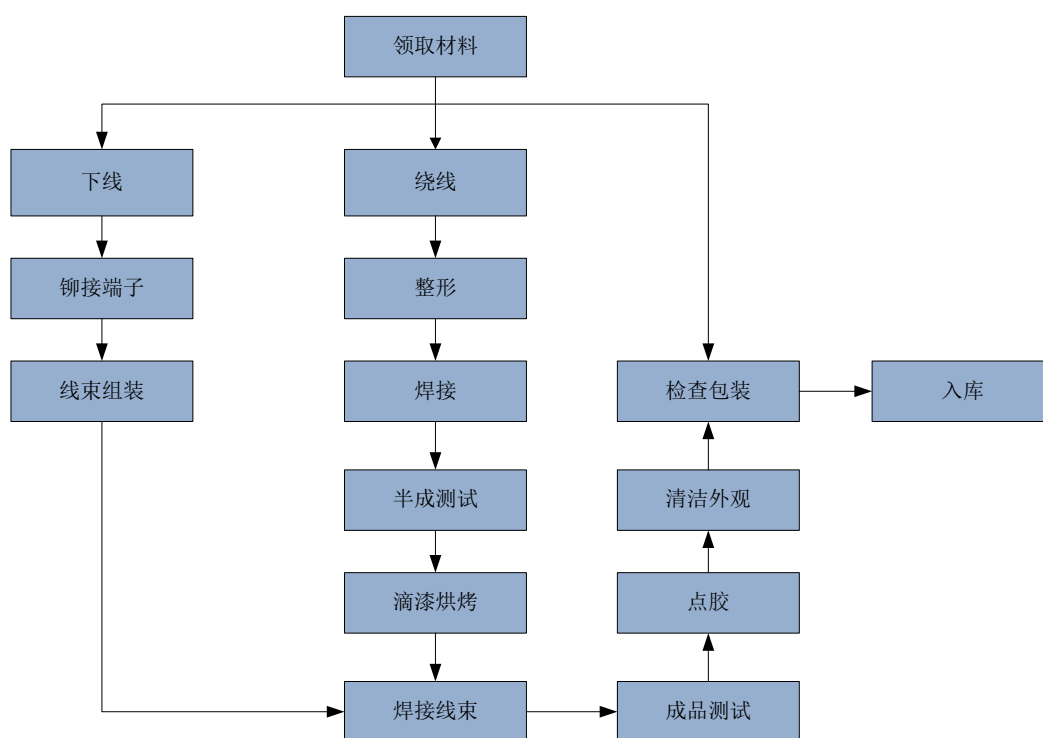 领取材料
下线
绕线
铆接端子
整形
线束组装
焊接
检查包装
入库
半成测试
清洁外观
滴漆烘烤
点胶
焊接线束
成品测试